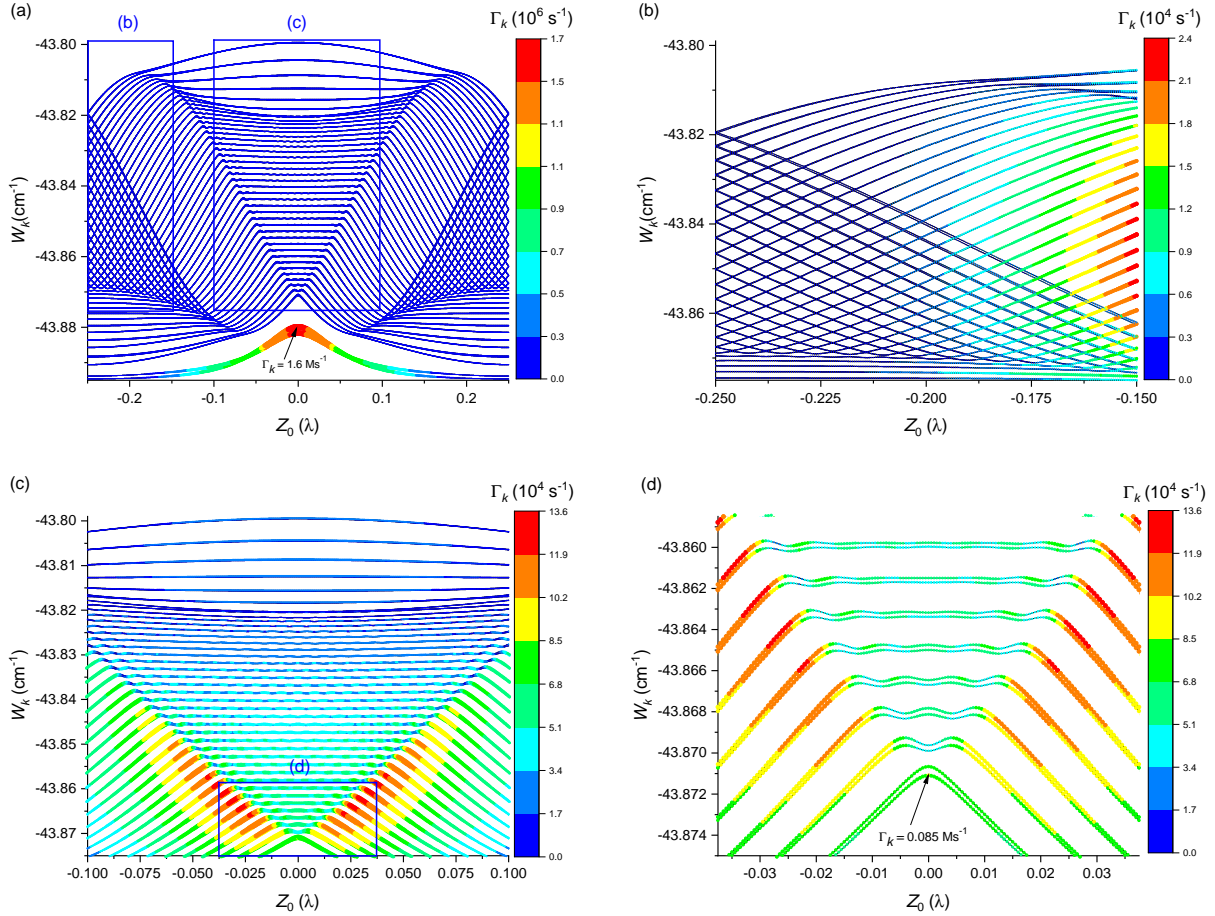 (a)
(b)
(c)
Γk (10⁶ s⁻¹)
-43.80
-43.82
-43.84
-43.86
-43.88
Wk(cm⁻¹)
Γk = 1.6 Ms⁻¹
-0.2 -0.1 0.0 0.1 0.2
Z0 (λ)
1.7
1.5
1.1
1.1
0.9
0.7
0.5
0.3
0.0
(b)
Γk (10⁴ s⁻¹)
-43.80
-43.82
-43.84
-43.86
Wk(cm⁻¹)
-0.250 -0.225 -0.200 -0.175 -0.150
Z0 (λ)
2.4
2.1
1.8
1.5
1.2
0.9
0.6
0.3
0.0
(c)
Γk (10⁴ s⁻¹)
-43.80
-43.81
-43.82
-43.83
-43.84
-43.85
-43.86
-43.87
Wk (cm⁻¹)
(d)
-0.100 -0.075 -0.050 -0.025 0.000 0.025 0.050 0.075 0.100
Z0 (λ)
13.6
11.9
10.2
8.5
6.8
5.1
3.4
1.7
0.0
(d)
Γk (10⁴ s⁻¹)
-43.860
-43.862
-43.864
-43.866
-43.868
-43.870
-43.872
-43.874
Wk (cm⁻¹)
Γk = 0.085 Ms⁻¹
-0.03 -0.02 -0.01 0.00 0.01 0.02 0.03
Z0 (λ)
13.6
11.9
10.2
8.5
6.8
5.1
3.4
1.7
0.0